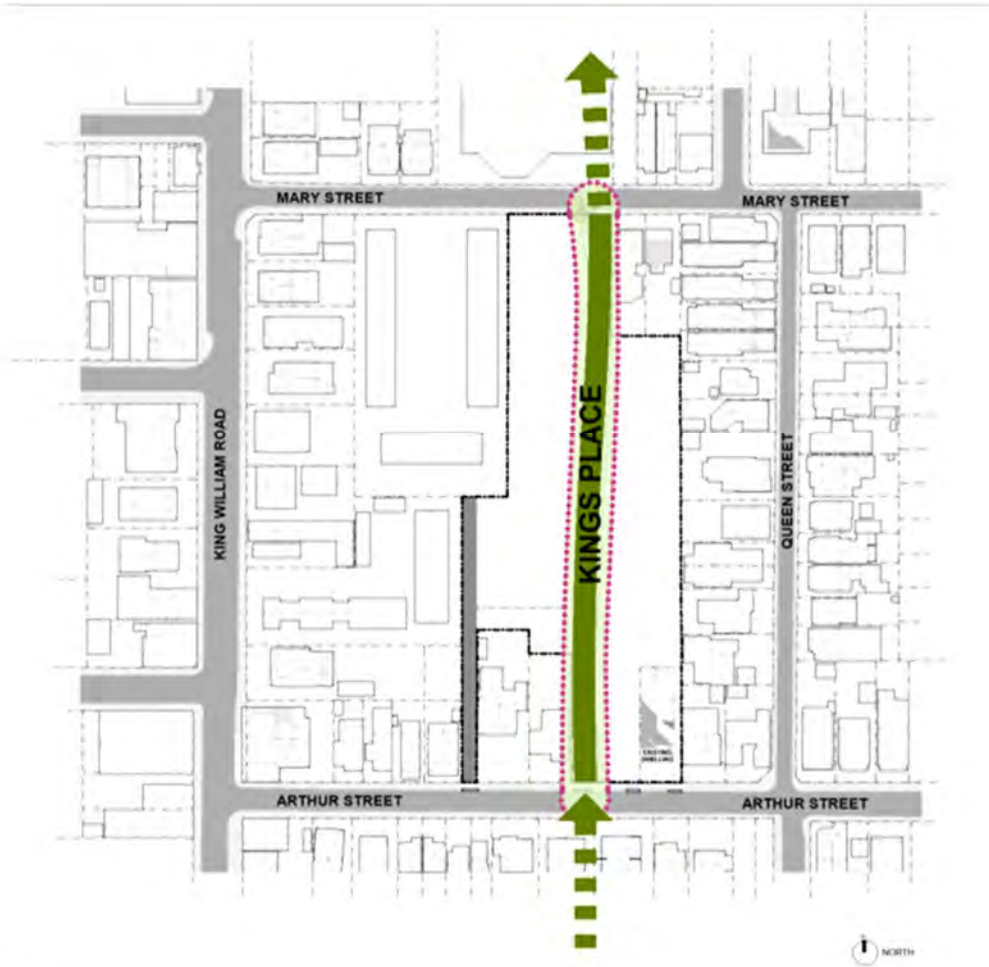 MARY STREET
MARY STREET
KINGS PLACE
KING WILLIAM ROAD
QUEEN STREET
EXISTING
DWELLING
ARTHUR STREET
ARTHUR STREET
NORTH